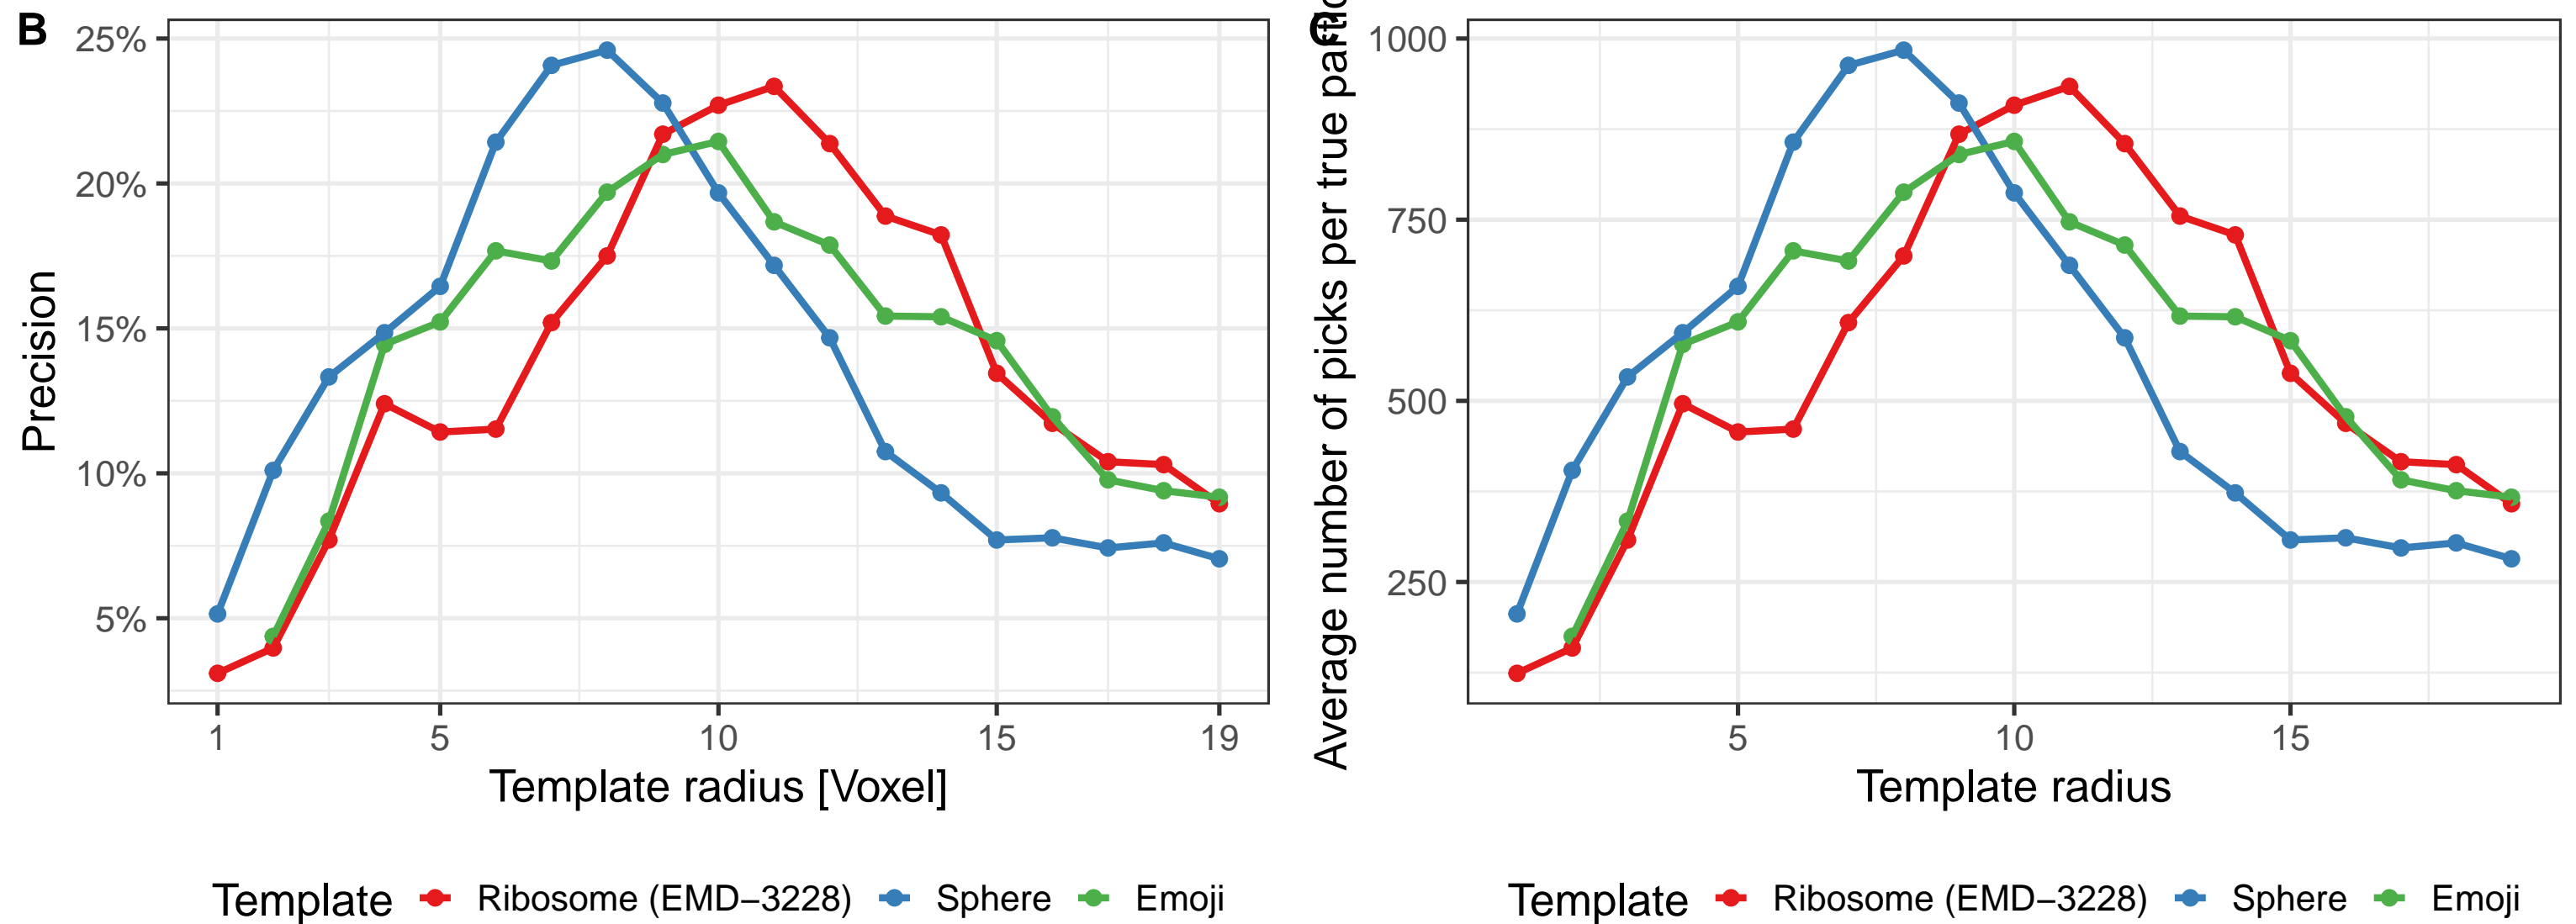 B
25%
20%
15%
10%
5%
Precision
1 5 10 15 19
Template radius [Voxel]
Template Ribosome (EMD−3228) Sphere Emoji
C
1000
750
500
250
Average number of picks per true
5 10 15
Template radius
Template Ribosome (EMD−3228) Sphere Emoji